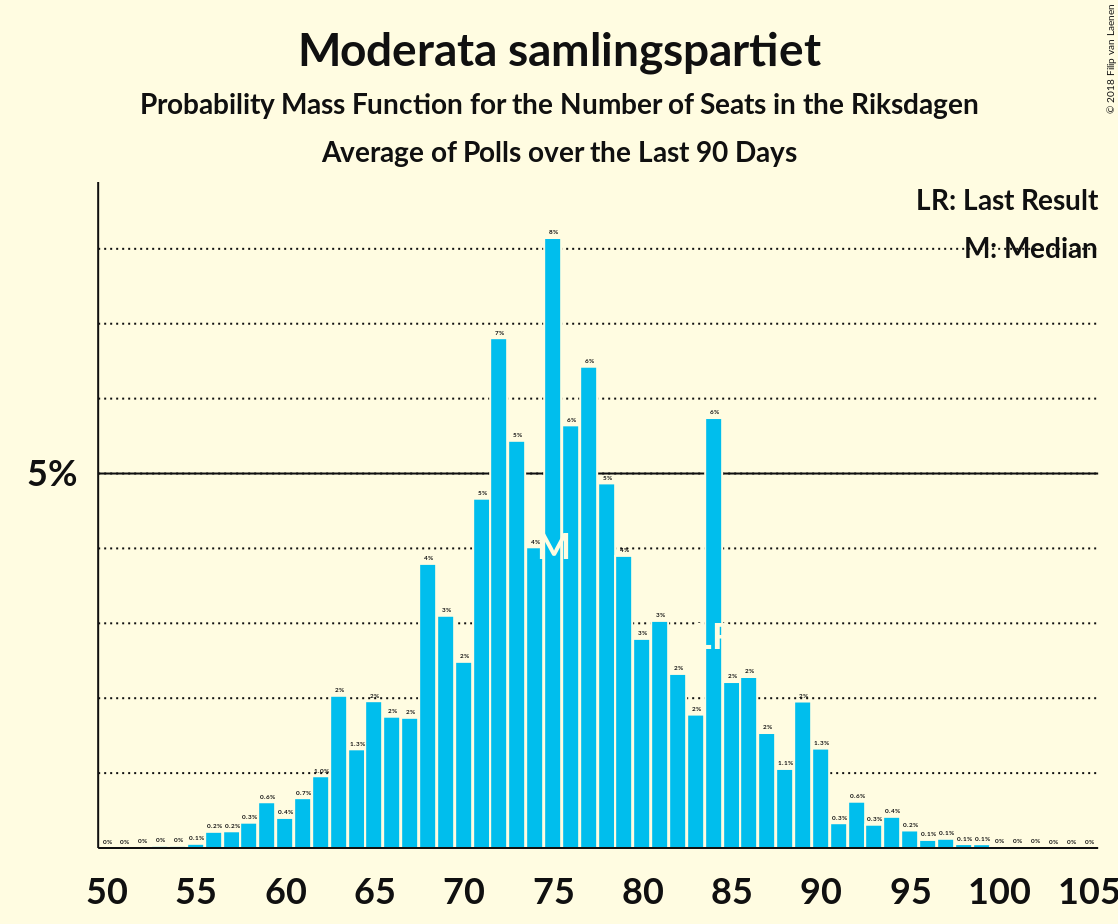 Moderata samlingspartiet
Probability Mass Function for the Number of Seats in the Riksdagen
Average of Polls over the Last 90 Days
© 2018 Filip van Laenen
LR: Last Result
M: Median
5%
0% 0% 0% 0% 0% 0.1% 0.2% 0.2% 0.3% 0.6% 0.4% 0.7% 1.0% 2% 1.3% 2% 2% 2% 4% 3% 2% 5% 7% 5% 4% 8% 6% 6% 5% 4% 3% 3% 2% 2% 6% 2% 2% 2% 1.1% 2% 1.3% 0.3% 0.6% 0.3% 0.4% 0.2% 0.1% 0.1% 0.1% 0.1% 0% 0% 0% 0% 0% 0%
M
LR
50 55 60 65 70 75 80 85 90 95 100 105